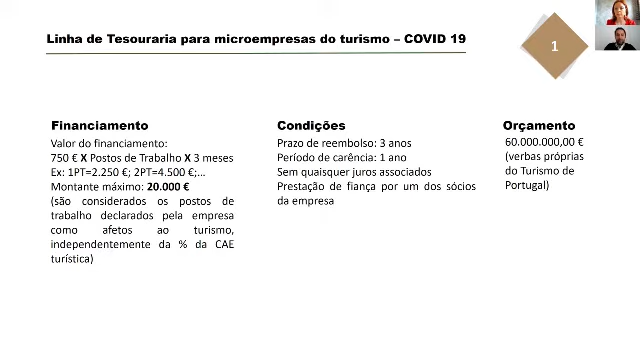 Linha de Tesouraria para microempresas do turismo – COVID 19
1
Financiamento
Valor do financiamento:
750 € X Postos de Trabalho X 3 meses
Ex: 1PT=2.250 €; 2PT=4.500 €;...
Montante máximo: 20.000 €
(são considerados os postos de
trabalho declarados pela empresa
como afetos ao turismo,
independentemente da % da CAE
turística)
Condições
Prazo de reembolso: 3 anos
Período de carência: 1 ano
Sem quaisquer juros associados
Prestação de fiança por um dos sócios
da empresa
Orçamento
60.000.000,00 €
(verbas próprias
do Turismo de
Portugal)